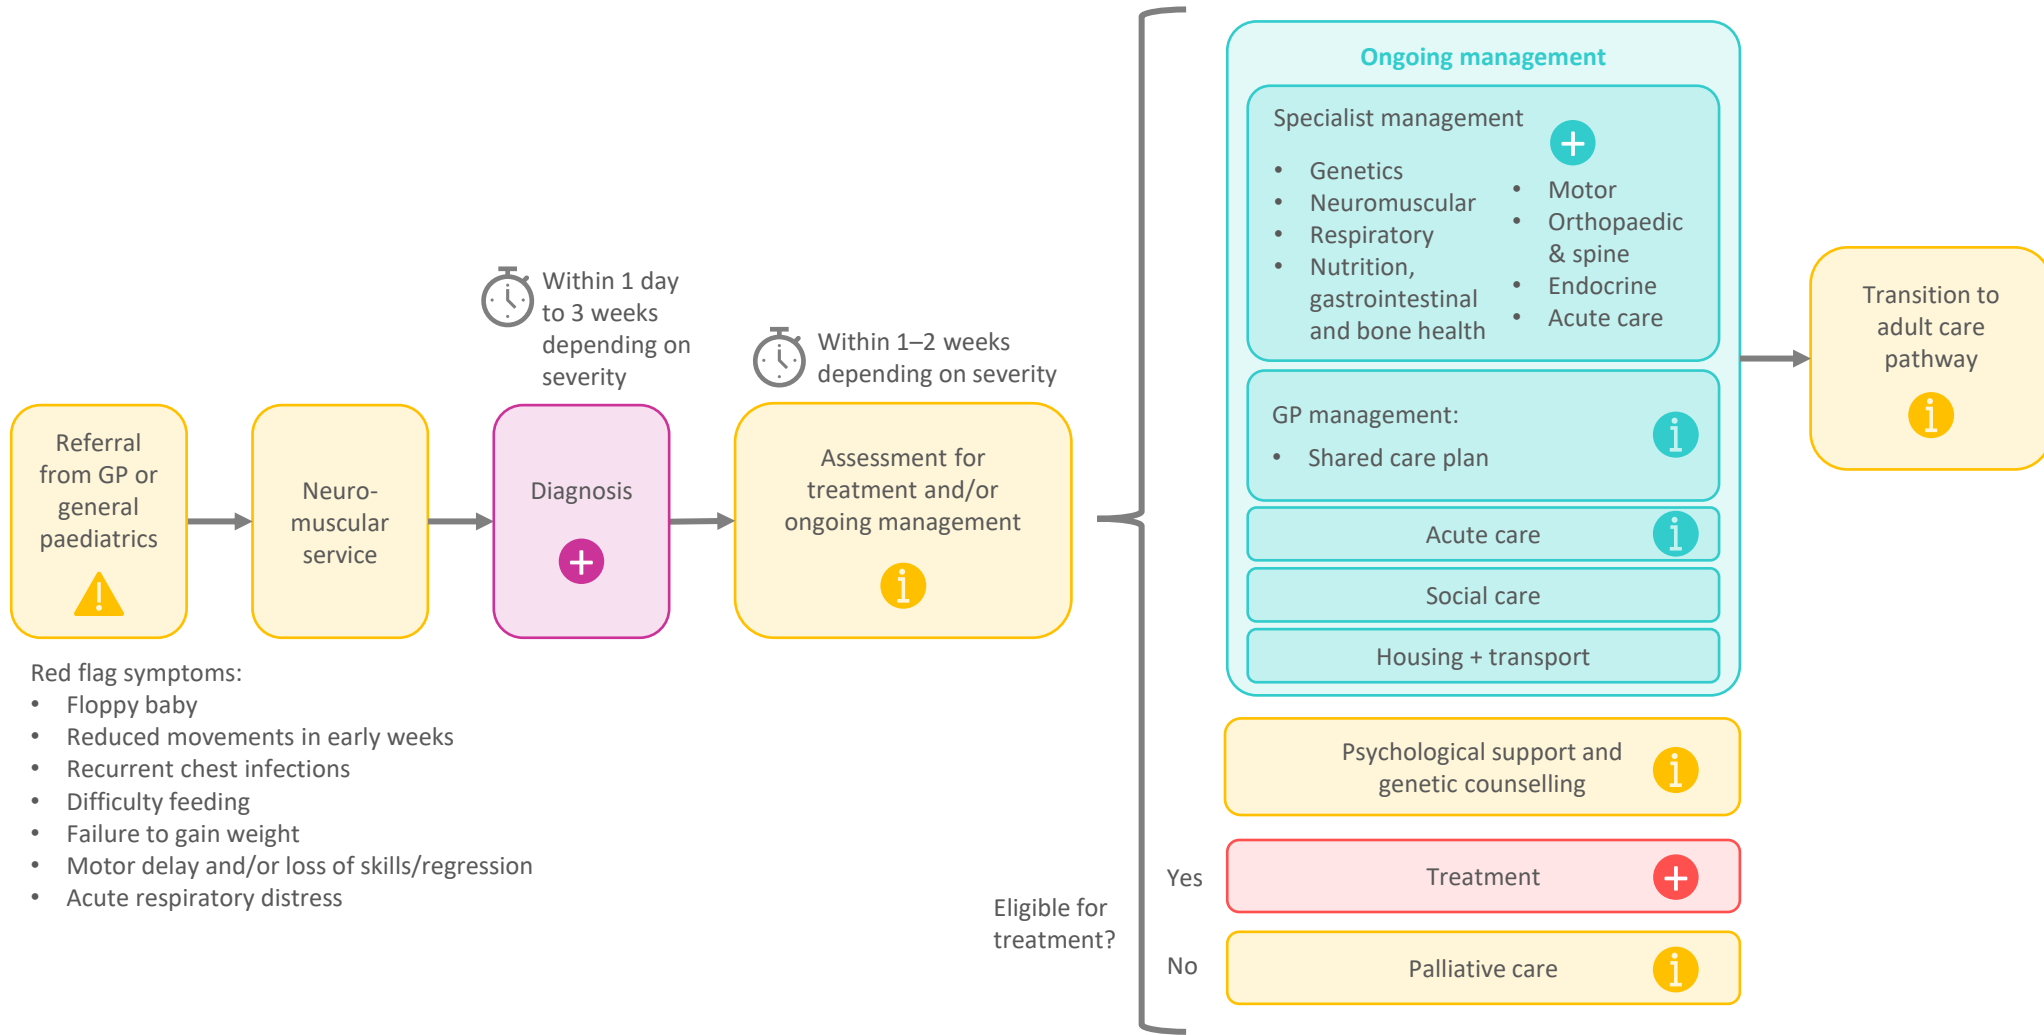 Referral
from GP or
general
paediatrics
Red flag symptoms:
• Floppy baby
• Reduced movements in early weeks
• Recurrent chest infections
• Difficulty feeding
• Failure to gain weight
• Motor delay and/or loss of skills/regression
• Acute respiratory distress
Neuro-
muscular
service
Within 1 day
to 3 weeks
depending on
severity
Diagnosis
Within 1–2 weeks
depending on severity
Assessment for
treatment and/or
ongoing management
Ongoing management
Specialist management
• Genetics
• Neuromuscular
• Respiratory
• Nutrition,
gastrointestinal
and bone health
• Motor
• Orthopaedic
& spine
• Endocrine
• Acute care
GP management:
• Shared care plan
Acute care
Social care
Housing + transport
Psychological support and
genetic counselling
Eligible for
treatment?
Yes
Treatment
No
Palliative care
Transition to
adult care
pathway